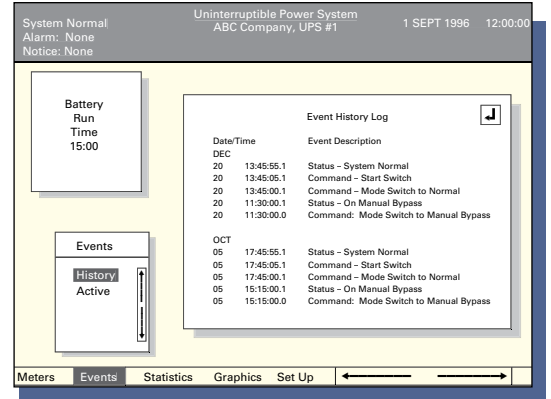 Uninterruptible Power System
System Normal
ABC Company, UPS #1
1 SEPT 1996 12:00:00
Alarm: None
Notice: None
Battery
Run
Time
15:00
Event History Log
Date/Time Event Description
DEC
20 13:45:55.1 Status – System Normal
20 13:45:05.1 Command – Start Switch
20 13:45:00.1 Command – Mode Switch to Normal
20 11:30:00.1 Status – On Manual Bypass
20 11:30:00.0 Command: Mode Switch to Manual Bypass
OCT
05 17:45:55.1 Status – System Normal
05 17:45:05.1 Command – Start Switch
05 17:45:00.1 Command – Mode Switch to Normal
05 15:15:00.1 Status – On Manual Bypass
05 15:15:00.0 Command: Mode Switch to Manual Bypass
Events
History
Active
Meters Events Statistics Graphics Set Up